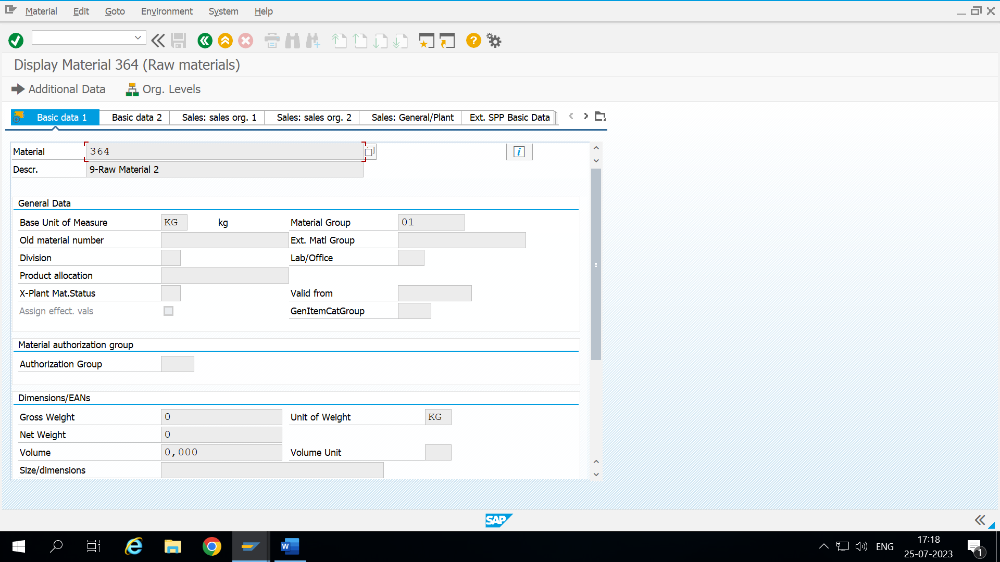 Material Edit Goto Environment System Help
Display Material 364 (Raw materials)
Additional Data Org. Levels
Basic data 1 Basic data 2 Sales: sales org. 1 Sales: sales org. 2 Sales: General/Plant Ext. SPP Basic Data
Material 364
Descr. 9-Raw Material 2
General Data
Base Unit of Measure KG kg Material Group 01
Old material number Ext. Matl Group
Division Lab/Office
Product allocation
X-Plant Mat.Status Valid from
Assign effect. vals GenItemCatGroup
Material authorization group
Authorization Group
Dimensions/EANs
Gross Weight 0 Unit of Weight KG
Net Weight 0
Volume 0,000 Volume Unit
Size/dimensions
SAP
ENG 17:18
25-07-2023 1